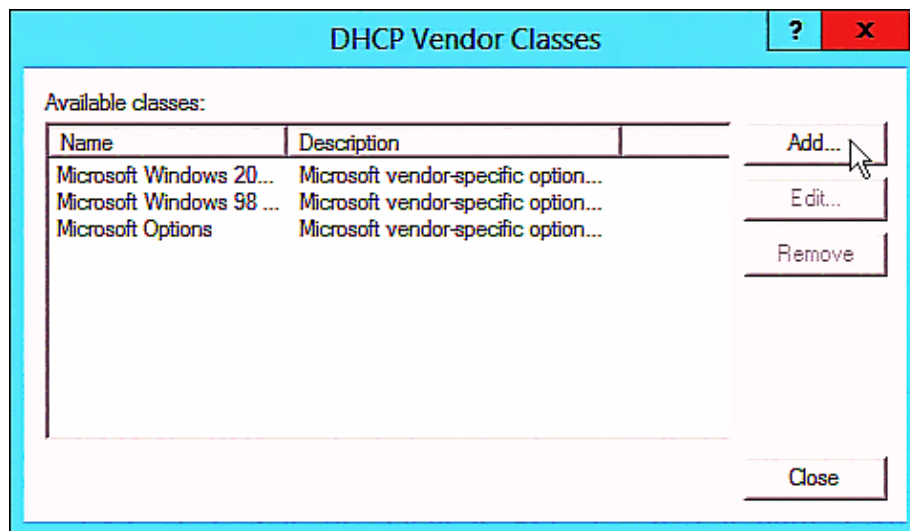 DHCP Vendor Classes
? x
Available classes:
Name Description
Add...
Microsoft Windows 20... Microsoft vendor-specific option...
Microsoft Windows 98 ... Microsoft vendor-specific option...
Edit...
Microsoft Options Microsoft vendor-specific option...
Remove
Close